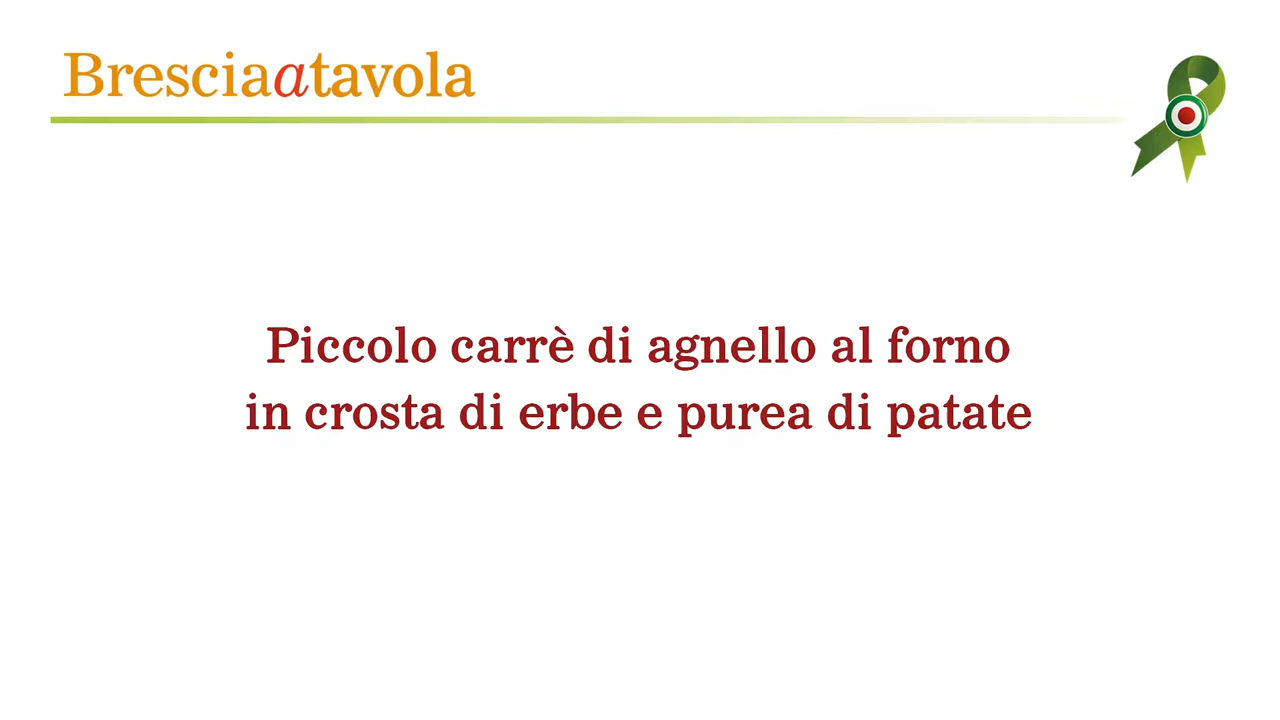 Bresciaatavola
Piccolo carrè di agnello al forno
in crosta di erbe e purea di patate